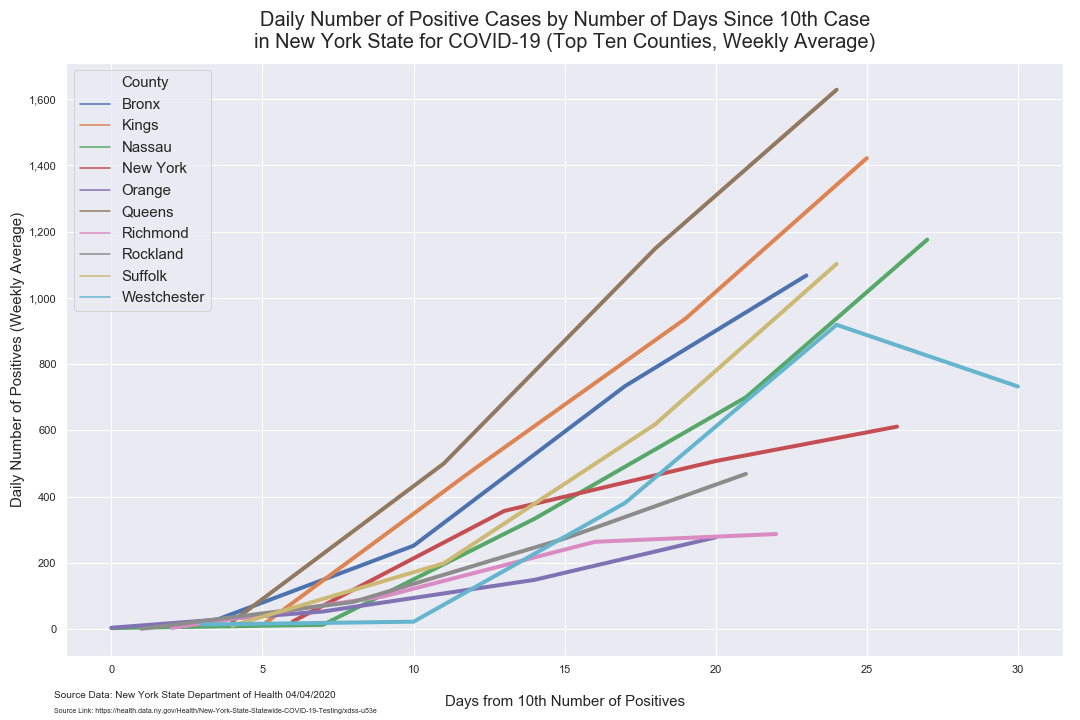 Daily Number of Positive Cases by Number of Days Since 10th Case
in New York State for COVID-19 (Top Ten Counties, Weekly Average)
Daily Number of Positives (Weekly Average)
1,600
1,400
1,200
1,000
800
600
400
200
0
County
Bronx
Kings
Nassau
New York
Orange
Queens
Richmond
Rockland
Suffolk
Westchester
0 5 10 15 20 25 30
Days from 10th Number of Positives
Source Data: New York State Department of Health 04/04/2020
Source Link: https://health.data.ny.gov/Health/New-York-State-Statewide-COVID-19-Testing/xdss-u53e